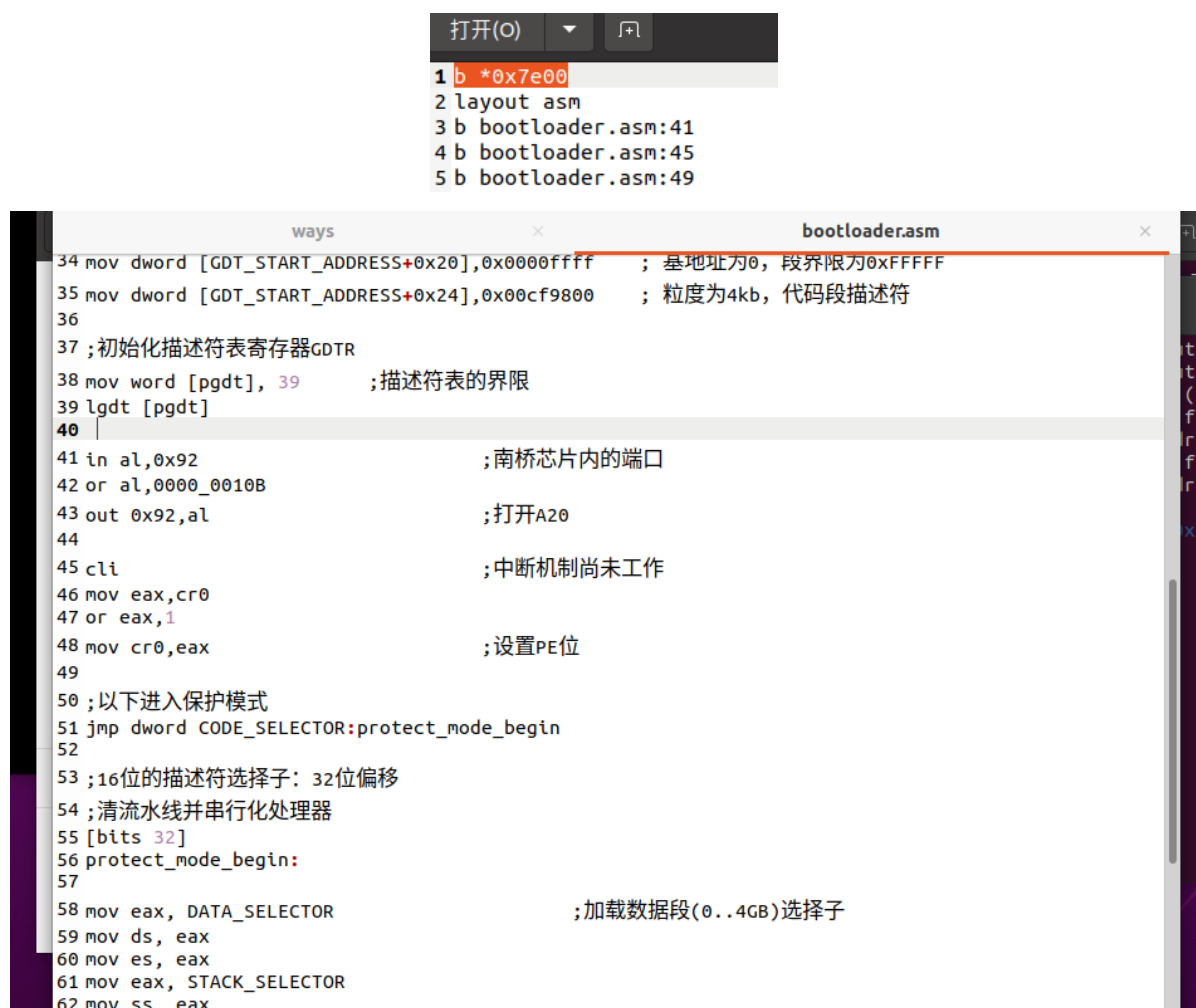 打开(O)
1 b *0x7e00
2 layout asm
3 b bootloader.asm:41
4 b bootloader.asm:45
5 b bootloader.asm:49
ways × bootloader.asm ×
34 mov dword [GDT_START_ADDRESS+0x20],0x0000ffff ; 基地址为0，段界限为0xFFFFF
35 mov dword [GDT_START_ADDRESS+0x24],0x00cf9800 ; 粒度为4kb，代码段描述符
36
37 ;初始化描述符表寄存器GDTR
38 mov word [pgdt], 39 ;描述符表的界限
39 lgdt [pgdt]
40
41 in al,0x92 ;南桥芯片内的端口
42 or al,0000_0010B
43 out 0x92,al ;打开A20
44
45 cli ;中断机制尚未工作
46 mov eax,cr0
47 or eax,1
48 mov cr0,eax ;设置PE位
49
50 ;以下进入保护模式
51 jmp dword CODE_SELECTOR:protect_mode_begin
52
53 ;16位的描述符选择子：32位偏移
54 ;清流水线并串行化处理器
55 [bits 32]
56 protect_mode_begin:
57
58 mov eax, DATA_SELECTOR ;加载数据段(0..4GB)选择子
59 mov ds, eax
60 mov es, eax
61 mov eax, STACK_SELECTOR
62 mov ss, eax